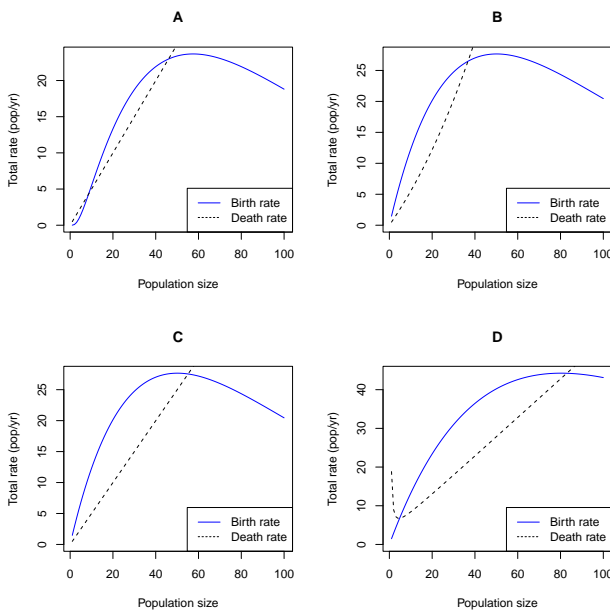 A
Total rate (pop/yr)
0 5 10 15 20
Birth rate
Death rate
0 20 40 60 80 100
Population size
B
Total rate (pop/yr)
0 5 10 15 20 25
Birth rate
Death rate
0 20 40 60 80 100
Population size
C
Total rate (pop/yr)
0 5 10 15 20 25
Birth rate
Death rate
0 20 40 60 80 100
Population size
D
Total rate (pop/yr)
0 10 20 30 40
Birth rate
Death rate
0 20 40 60 80 100
Population size